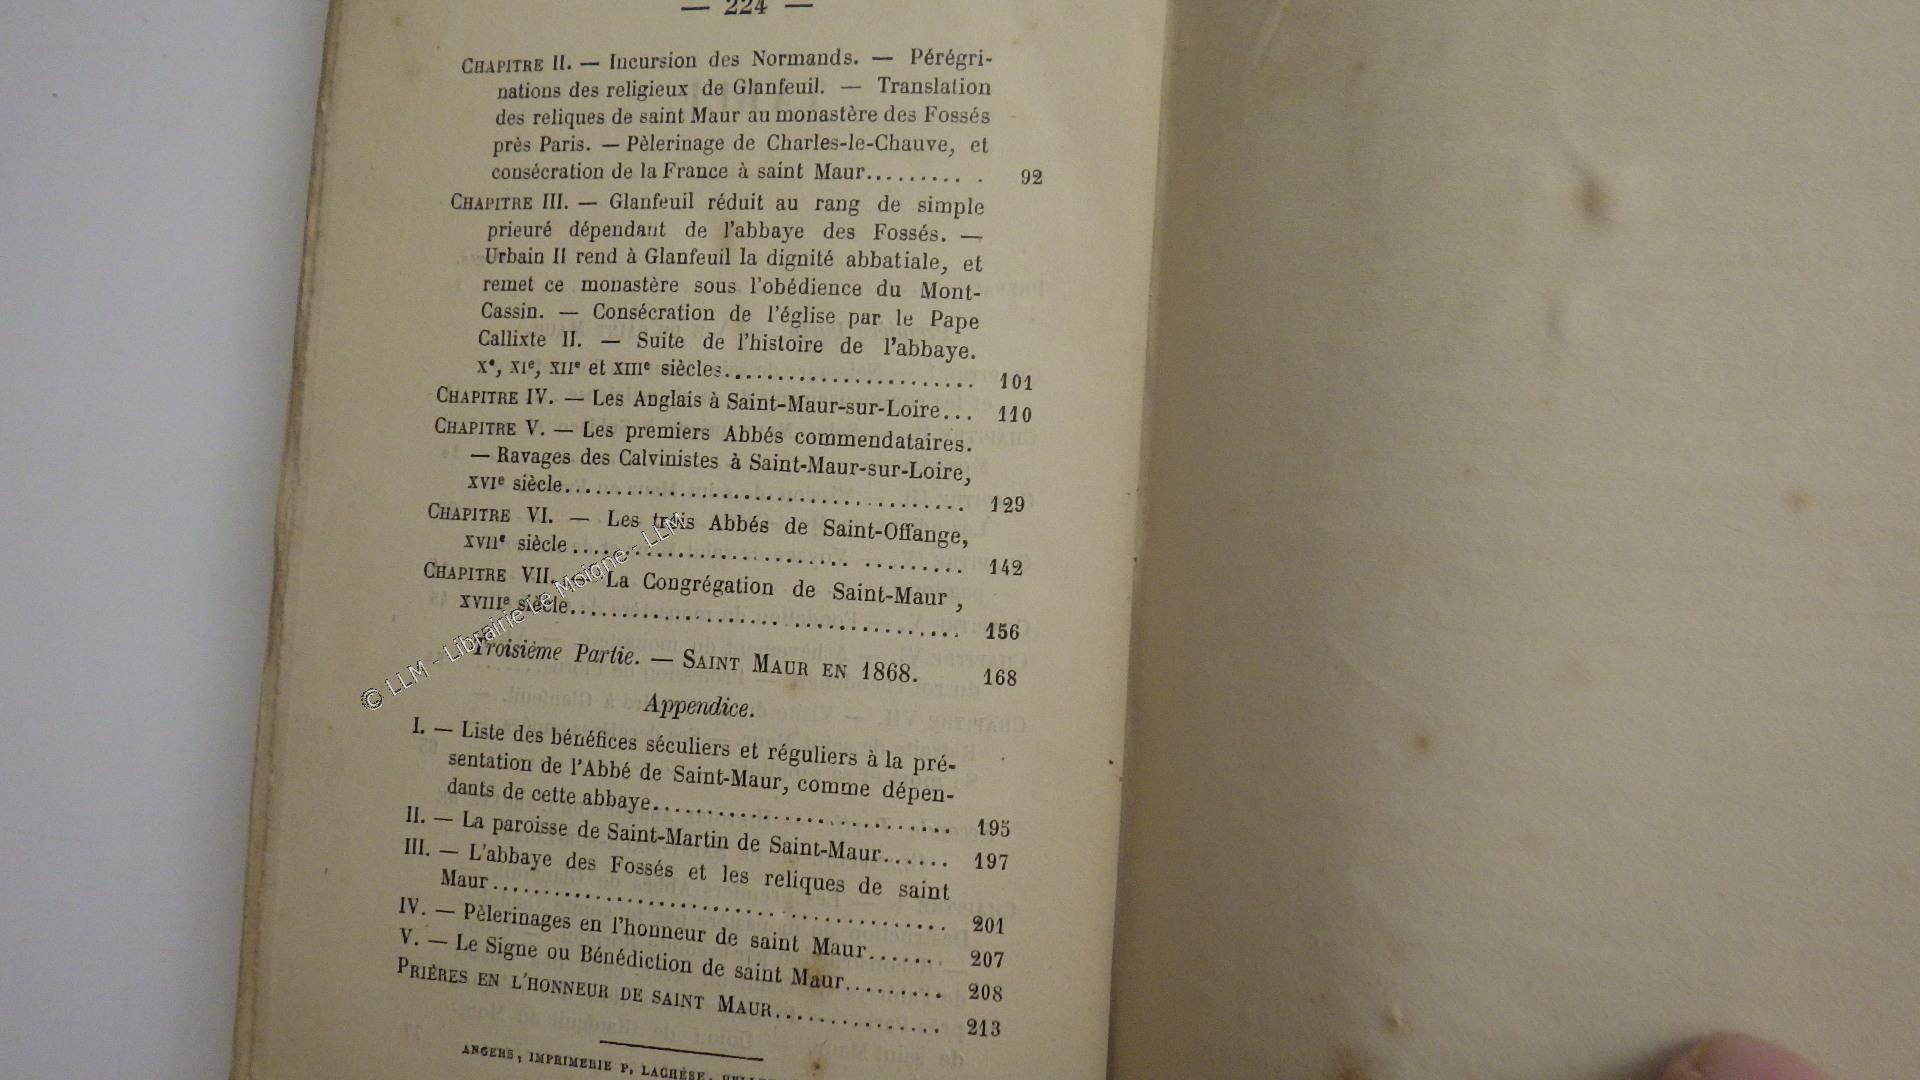 — 224 —
CHAPITRE II. — Incursion des Normands. — Pérégri-
nations des religieux de Glanfeuil. — Translation
des reliques de saint Maur au monastère des Fossés
près Paris. — Pèlerinage de Charles-le-Chauve, et
consécration de la France à saint Maur......... . 92
CHAPITRE III. — Glanfeuil réduit au rang de simple
prieuré dépendant de l'abbaye des Fossés. —
Urbain II rend à Glanfeuil la dignité abbatiale, et
remet ce monastère sous l'obédience du Mont-
Cassin. — Consécration de l'église par le Pape
Callixte II. — Suite de l'histoire de l'abbaye.
Xe, XIe, XIIe et XIIIe siècles........................ 101
CHAPITRE IV. — Les Anglais à Saint-Maur-sur-Loire... 110
CHAPITRE V. — Les premiers Abbés commendataires.
— Ravages des Calvinistes à Saint-Maur-sur-Loire,
XVIe siècle.................................... 129
CHAPITRE VI. — Les trois Abbés de Saint-Offange,
XVIIe siècle.................................... 142
CHAPITRE VII. — La Congrégation de Saint-Maur,
XVIIIe siècle.................................... 156
Troisième Partie. — SAINT MAUR EN 1868. 168
Appendice.
I. — Liste des bénéfices séculiers et réguliers à la pré-
sentation de l'Abbé de Saint-Maur, comme dépen-
dants de cette abbaye............................. 195
II. — La paroisse de Saint-Martin de Saint-Maur...... 197
III. — L'abbaye des Fossés et les reliques de saint
Maur.......................................... 201
IV. — Pèlerinages en l'honneur de saint Maur....... 207
V. — Le Signe ou Bénédiction de saint Maur......... 208
PRIÈRES EN L'HONNEUR DE SAINT MAUR............... 213
ANGERS, IMPRIMERIE P. LACHÈSE,
© LLM - Librairie Le Moigne - LLM